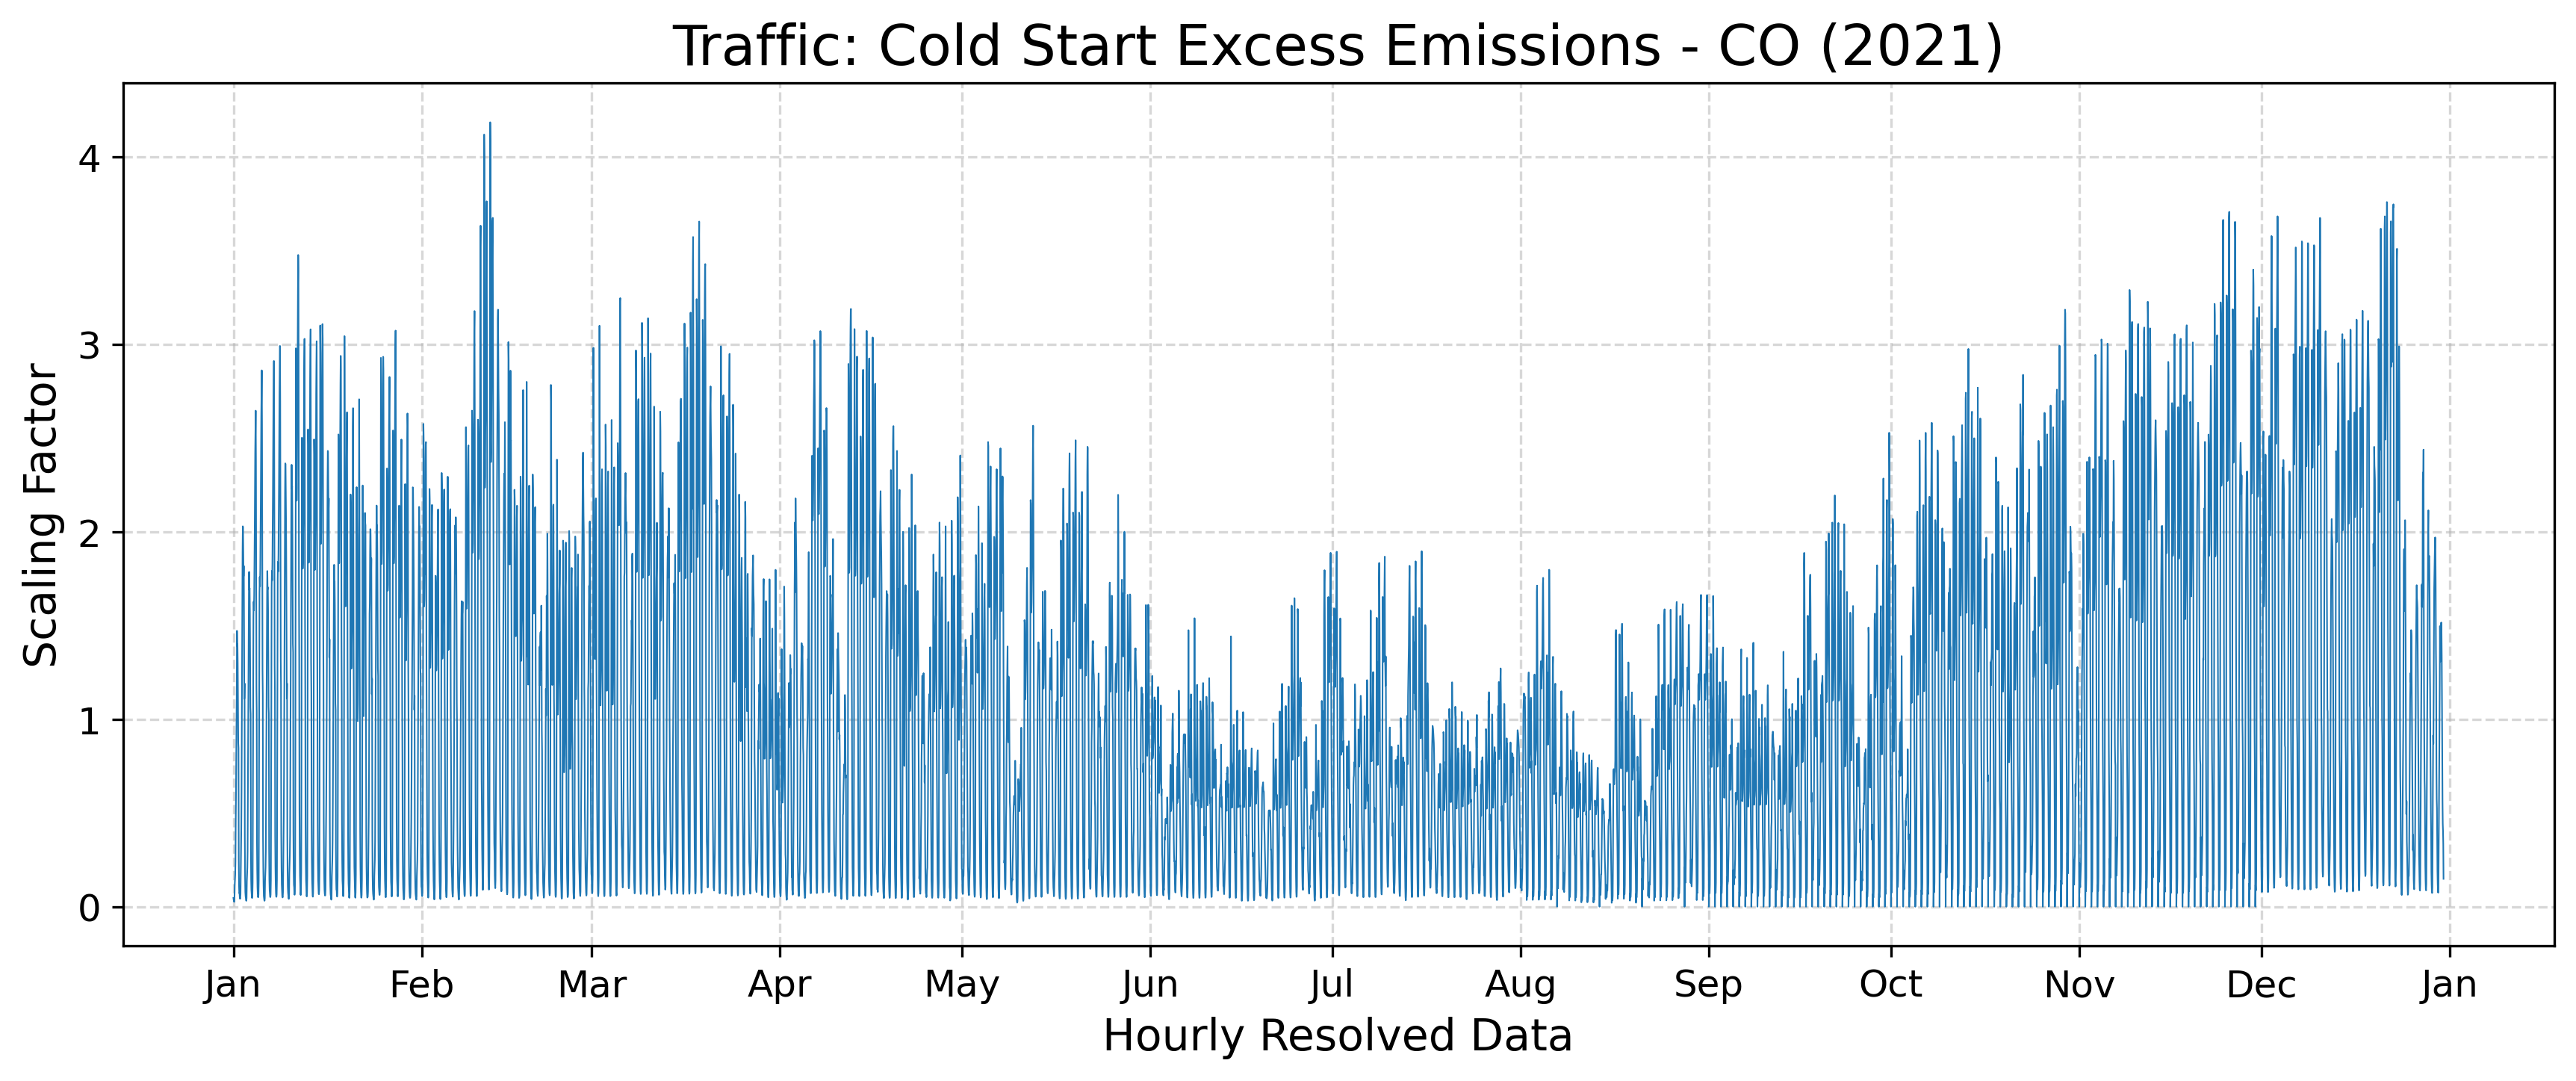 Traffic: Cold Start Excess Emissions - CO (2021)
Scaling Factor
4
3
2
1
0
Jan Feb Mar Apr May Jun Jul Aug Sep Oct Nov Dec Jan
Hourly Resolved Data